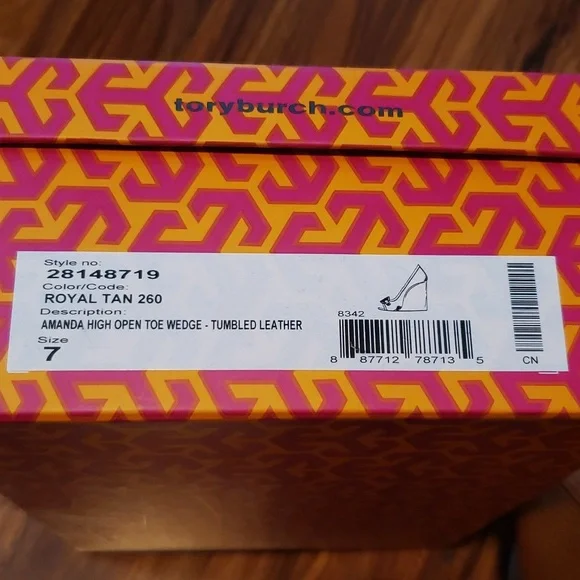 toryburch.com
Style no:
28148719
Color/Code:
ROYAL TAN 260
Description:
AMANDA HIGH OPEN TOE WEDGE - TUMBLED LEATHER
Size
7
8342
8 87712 78713 5
CN